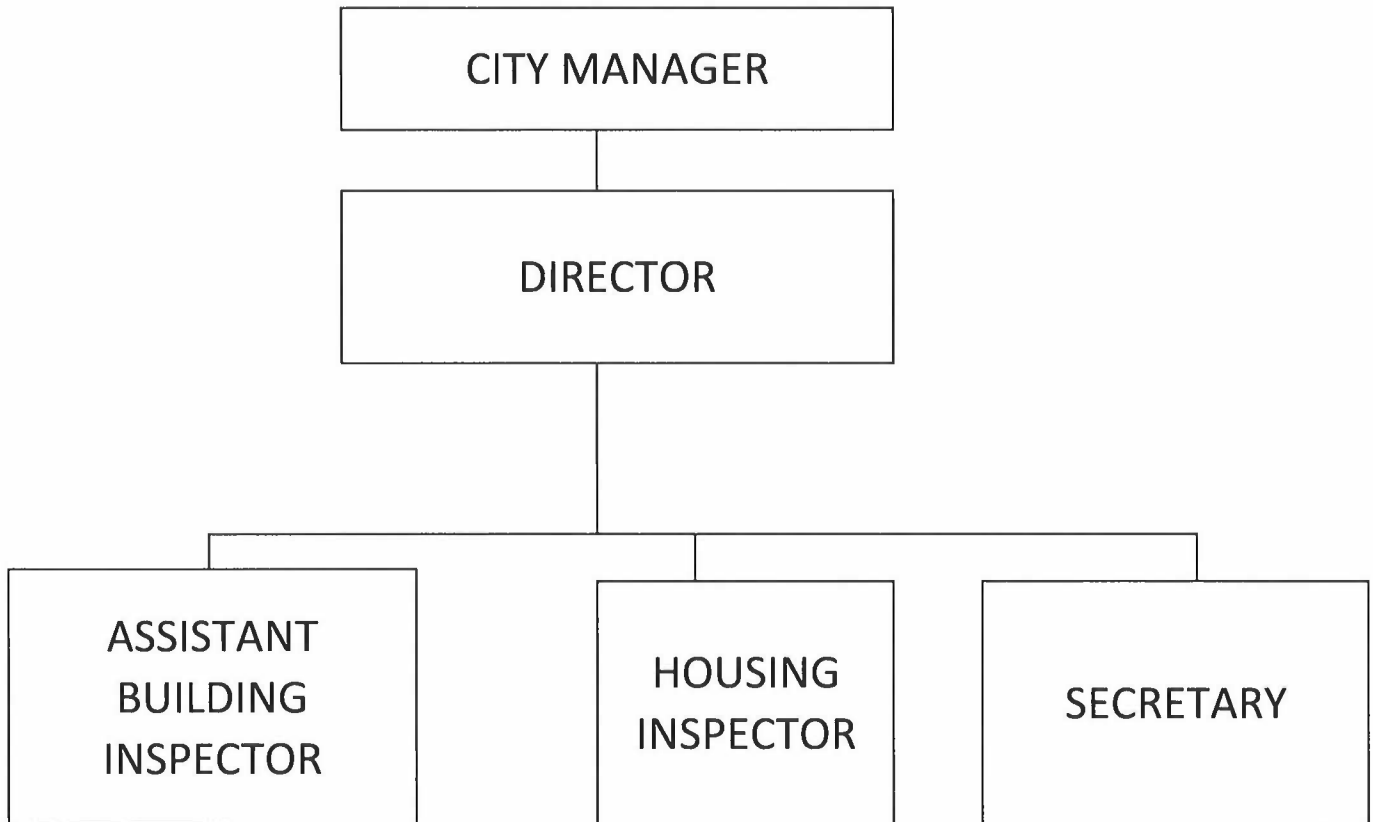 CITY MANAGER
DIRECTOR
ASSISTANT
BUILDING
INSPECTOR
HOUSING
INSPECTOR
SECRETARY